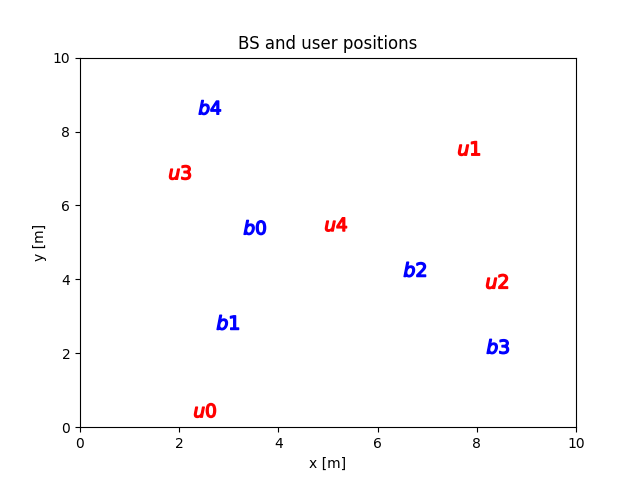 BS and user positions
10
b4
8
u1
u3
6
b0 u4
y [m]
4
b2
u2
b1
b3
2
u0
0
0 2 4 6 8 10
x [m]